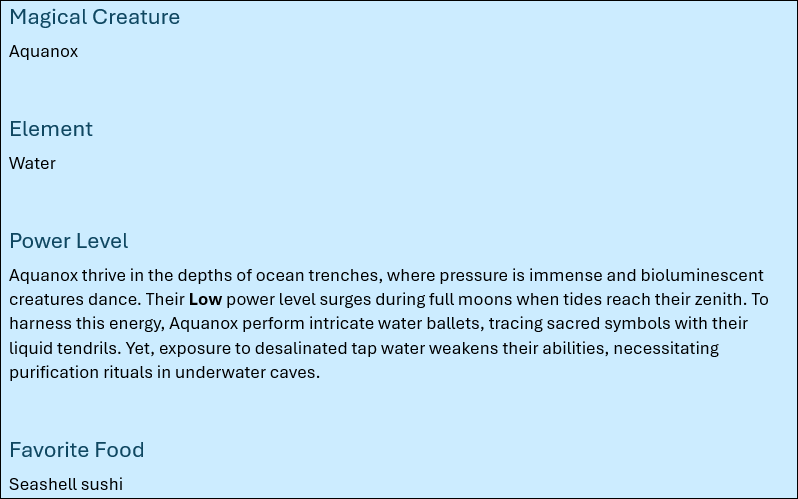 Magical Creature
Aquanox
Element
Water
Power Level
Aquanox thrive in the depths of ocean trenches, where pressure is immense and bioluminescent
creatures dance. Their Low power level surges during full moons when tides reach their zenith. To
harness this energy, Aquanox perform intricate water ballets, tracing sacred symbols with their
liquid tendrils. Yet, exposure to desalinated tap water weakens their abilities, necessitating
purification rituals in underwater caves.
Favorite Food
Seashell sushi